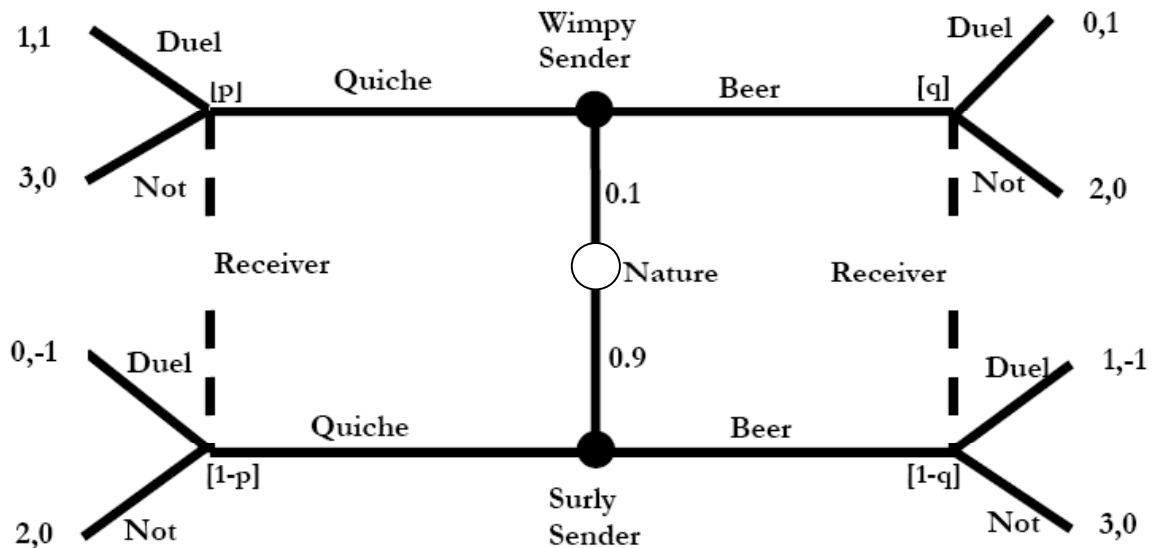 Wimpy
Sender
1,1
Duel
Quiche
Beer
Duel
0,1
[p]
[q]
3,0
Not
0.1
Not
2,0
Receiver
Nature
Receiver
0,-1
Duel
0.9
Duel
1,-1
Quiche
Beer
[1-p]
[1-q]
2,0
Not
Surly
Sender
Not
3,0